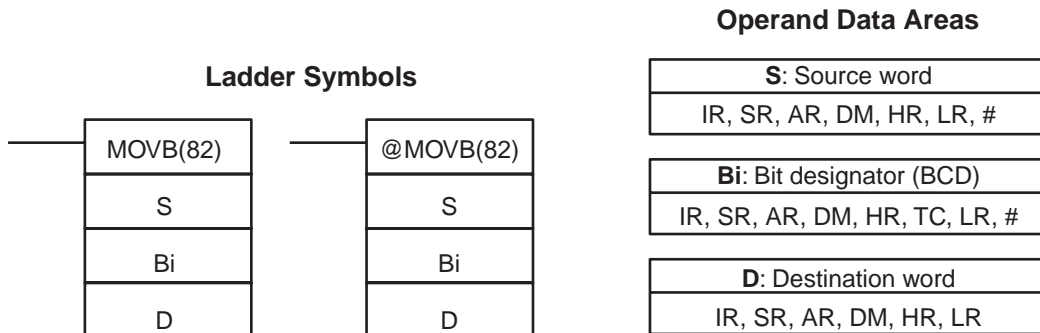 Operand Data Areas
Ladder Symbols
S: Source word
IR, SR, AR, DM, HR, LR, #
MOVB(82)
@MOVB(82)
S
S
Bi: Bit designator (BCD)
IR, SR, AR, DM, HR, TC, LR, #
Bi
Bi
D: Destination word
D
D
IR, SR, AR, DM, HR, LR